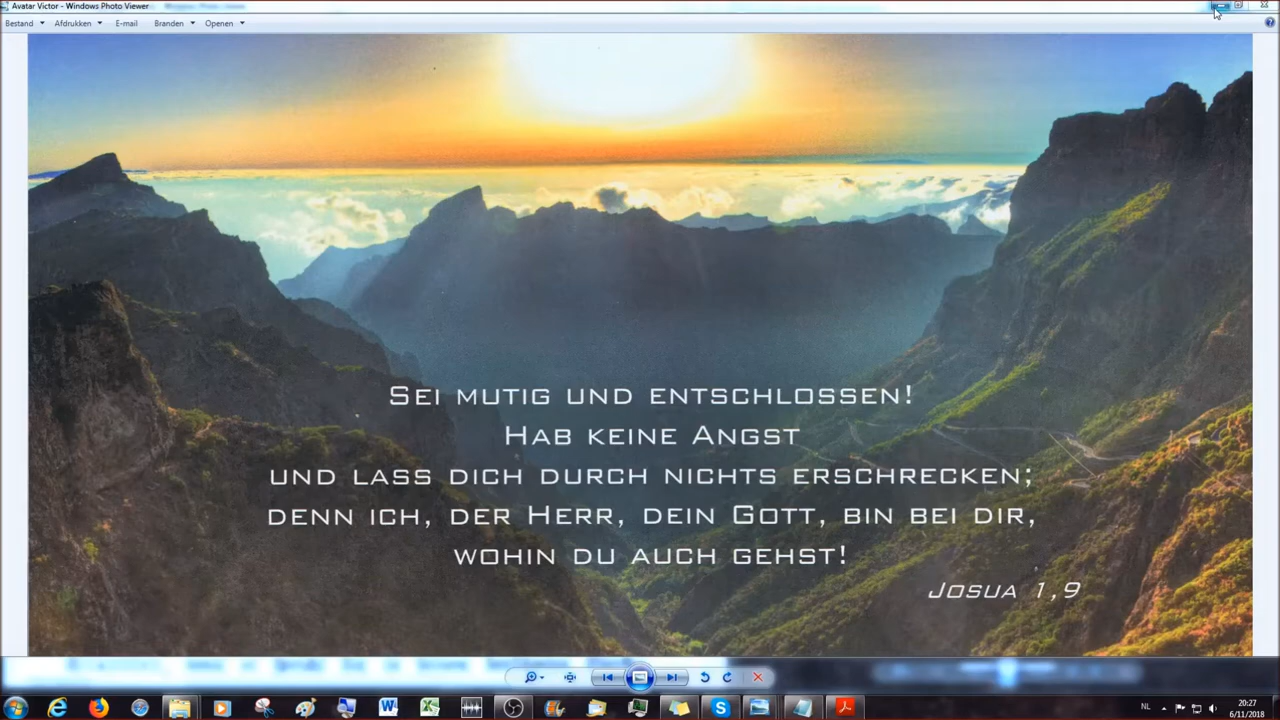 Avatar Victor - Windows Photo Viewer
Bestand Afdrukken E-mail Branden Openen
Sei mutig und entschlossen!
Hab keine Angst
und lass dich durch nichts erschrecken;
denn ich, der Herr, dein Gott, bin bei dir,
wohin du auch gehst!
Josua 1,9
NL
20:27
6/11/2018